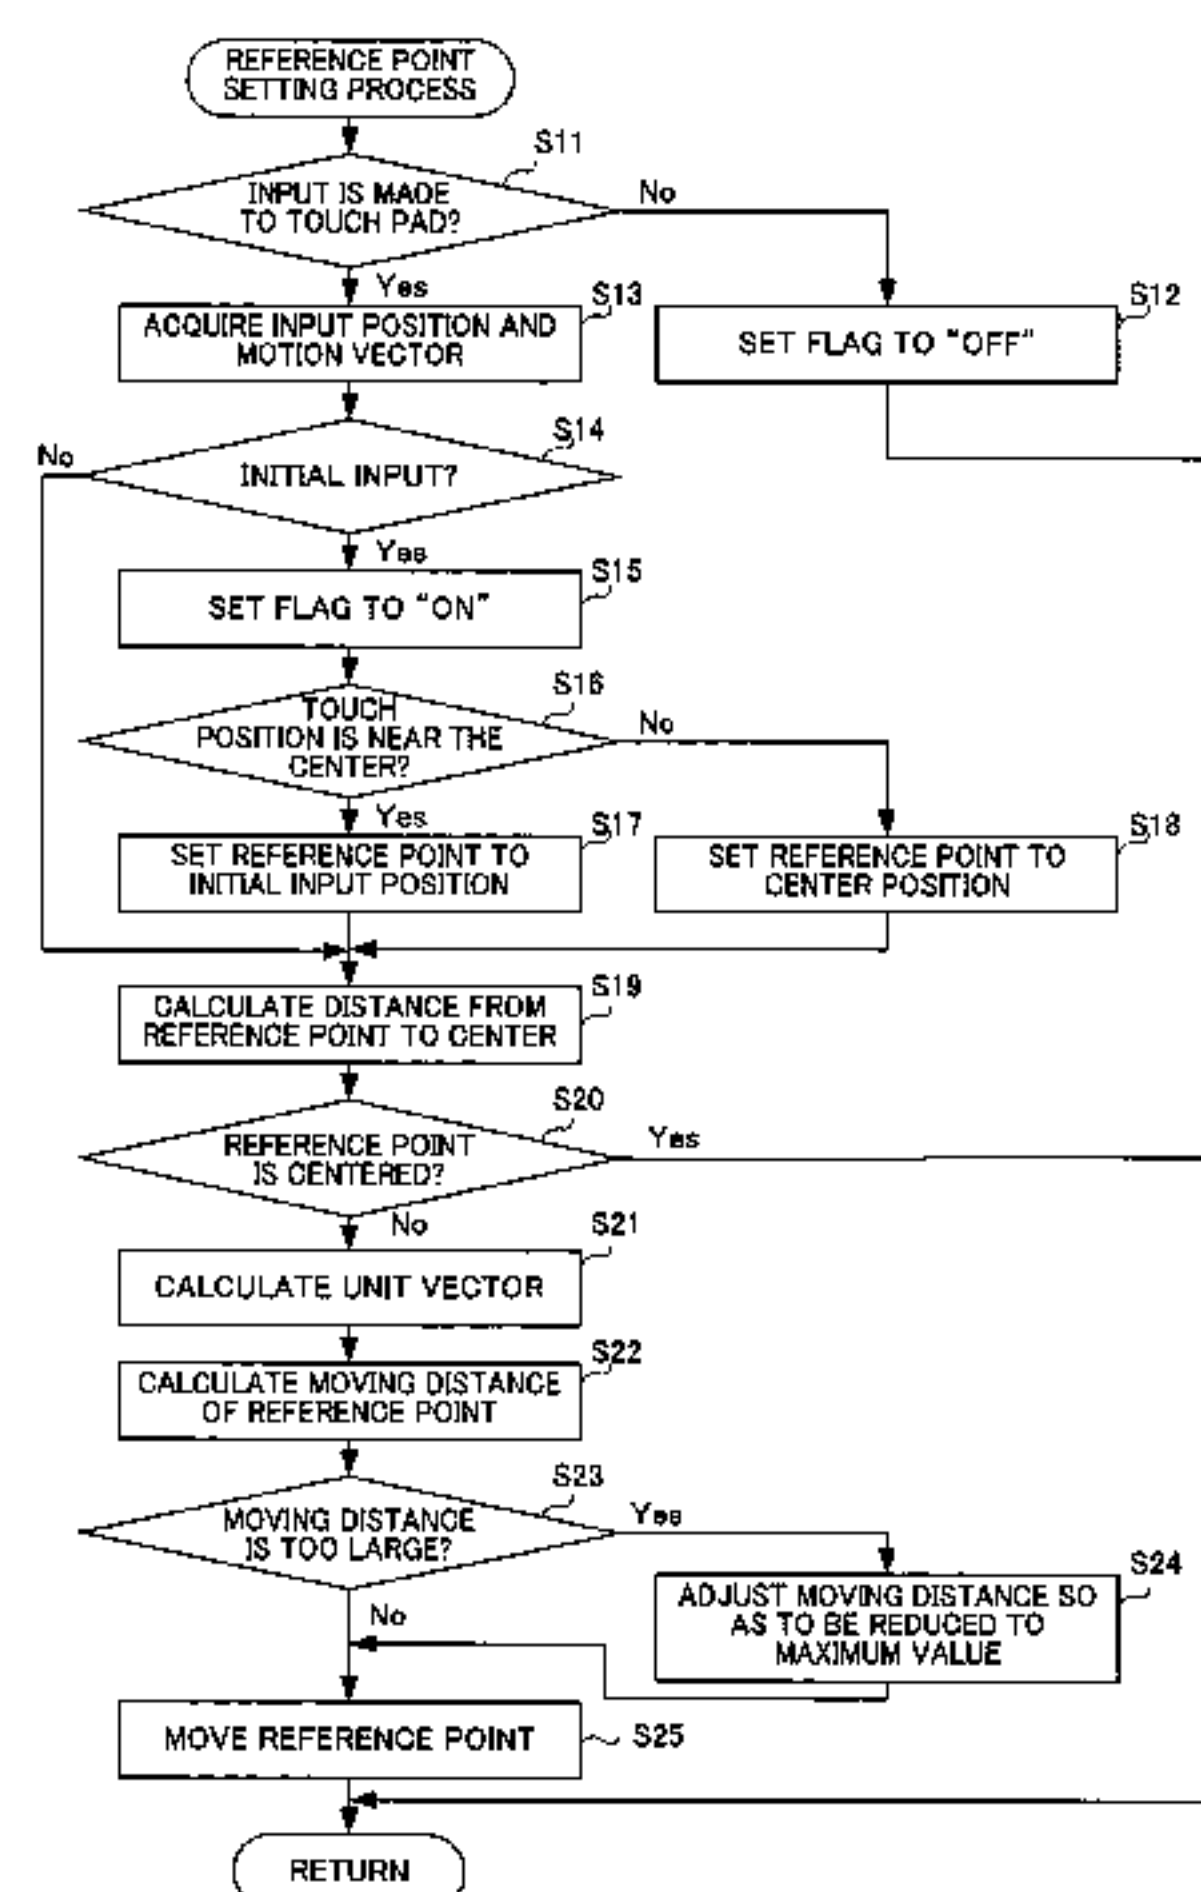 REFERENCE POINT
SETTING PROCESS
S11
INPUT IS MADE
TO TOUCH PAD?
No
Yes
S13
ACQUIRE INPUT POSITION AND
MOTION VECTOR
S12
SET FLAG TO "OFF"
S14
No
INITIAL INPUT?
Yes
S15
SET FLAG TO "ON"
S16
TOUCH
POSITION IS NEAR THE
CENTER?
No
Yes
S17
SET REFERENCE POINT TO
INITIAL INPUT POSITION
S18
SET REFERENCE POINT TO
CENTER POSITION
S19
CALCULATE DISTANCE FROM
REFERENCE POINT TO CENTER
S20
REFERENCE POINT
IS CENTERED?
Yes
No
S21
CALCULATE UNIT VECTOR
S22
CALCULATE MOVING DISTANCE
OF REFERENCE POINT
S23
MOVING DISTANCE
IS TOO LARGE?
Yes
No
S24
ADJUST MOVING DISTANCE SO
AS TO BE REDUCED TO
MAXIMUM VALUE
MOVE REFERENCE POINT
S25
RETURN